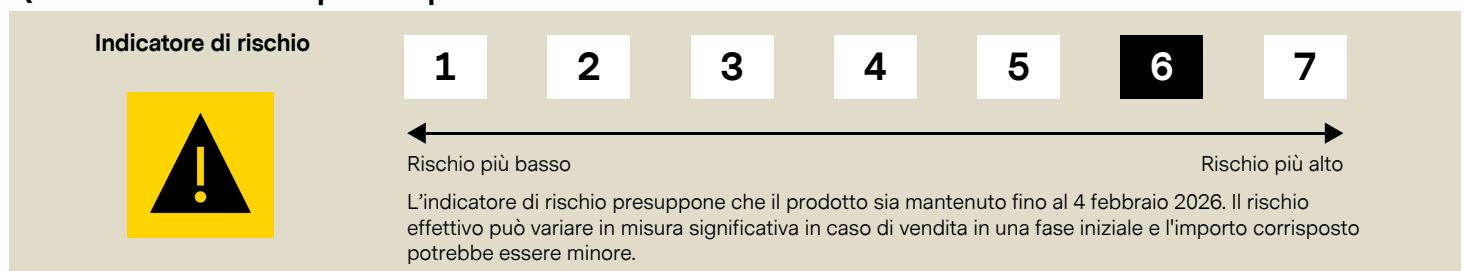 Indicatore di rischio
1 2 3 4 5 6 7
Rischio più basso Rischio più alto
L'indicatore di rischio presuppone che il prodotto sia mantenuto fino al 4 febbraio 2026. Il rischio
effettivo può variare in misura significativa in caso di vendita in una fase iniziale e l'importo corrisposto
potrebbe essere minore.